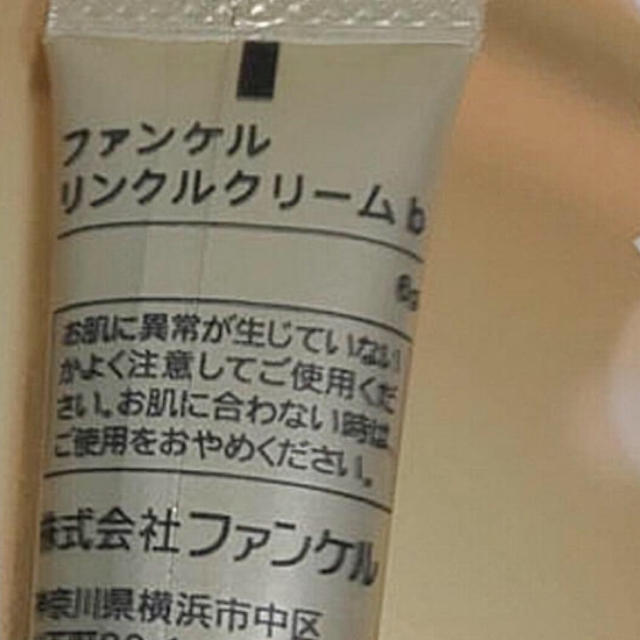 ファンケル
リンクルクリーム b
お肌に異常が生じていない
かよく注意してご使用くだ
さい。お肌に合わない時は、
ご使用をおやめください。
株式会社ファンケル
神奈川県横浜市中区